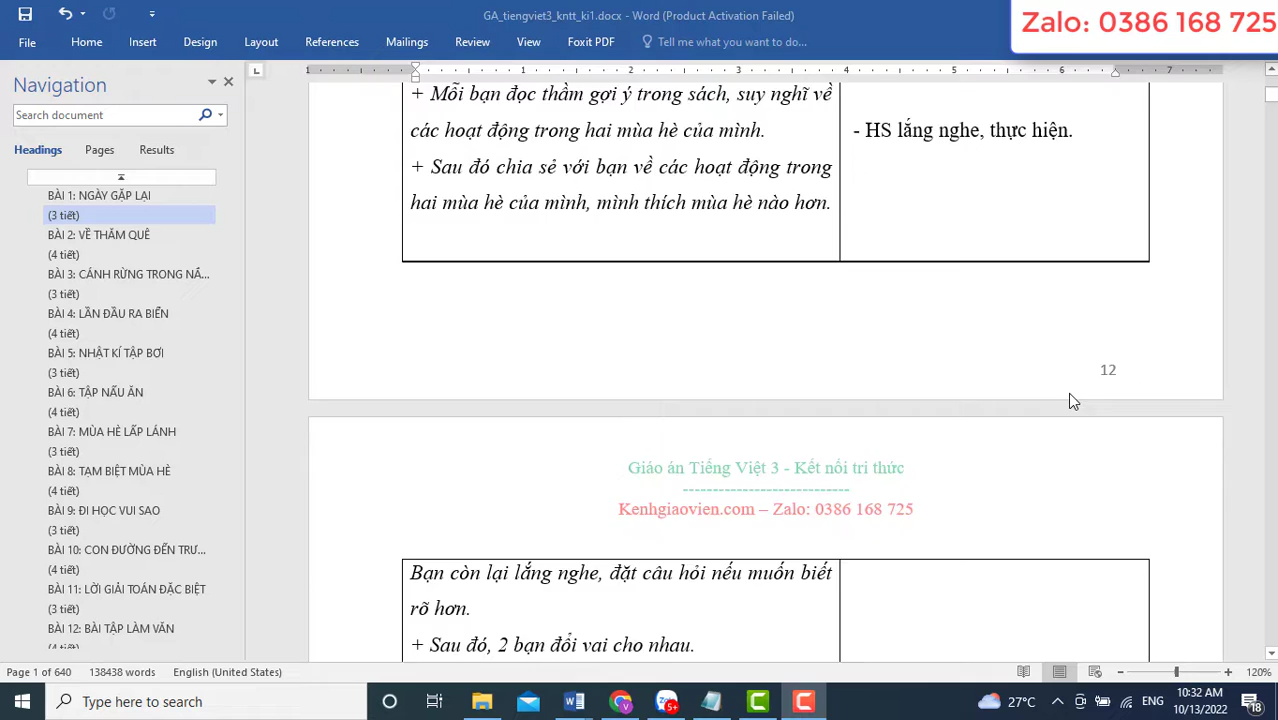 GA_tiengviet3_kntt_ki1.docx - Word (Product Activation Failed)
Zalo: 0386 168 725
File Home Insert Design Layout References Mailings Review View Foxit PDF Tell me what you want to do...
Navigation
Search document
Headings Pages Results
BÀI 1: NGÀY GẶP LẠI
(3 tiết)
BÀI 2: VỀ THĂM QUÊ
(4 tiết)
BÀI 3: CÁNH RỪNG TRONG NẮ...
(3 tiết)
BÀI 4: LẦN ĐẦU RA BIỂN
(4 tiết)
BÀI 5: NHẬT KÍ TẬP BƠI
(3 tiết)
BÀI 6: TẬP NẤU ĂN
(4 tiết)
BÀI 7: MÙA HÈ LẤP LÁNH
(3 tiết)
BÀI 8: TẠM BIỆT MÙA HÈ
(4 tiết)
BÀI 9: ĐI HỌC VUI SAO
(3 tiết)
BÀI 10: CON ĐƯỜNG ĐẾN TRƯ...
(4 tiết)
BÀI 11: LỜI GIẢI TOÁN ĐẶC BIỆT
(3 tiết)
BÀI 12: BÀI TẬP LÀM VĂN
1 1 2 3 4 5 6 7
+ Mỗi bạn đọc thầm gợi ý trong sách, suy nghĩ về
các hoạt động trong hai mùa hè của mình.
+ Sau đó chia sẻ với bạn về các hoạt động trong
hai mùa hè của mình, mình thích mùa hè nào hơn.
- HS lắng nghe, thực hiện.
12
Giáo án Tiếng Việt 3 - Kết nối tri thức
---------------------------
Kenhgiaovien.com – Zalo: 0386 168 725
Bạn còn lại lắng nghe, đặt câu hỏi nếu muốn biết
rõ hơn.
+ Sau đó, 2 bạn đổi vai cho nhau.
Page 1 of 640 138438 words English (United States) 120%
Type here to search
27°C
10:32 AM
10/13/2022
18